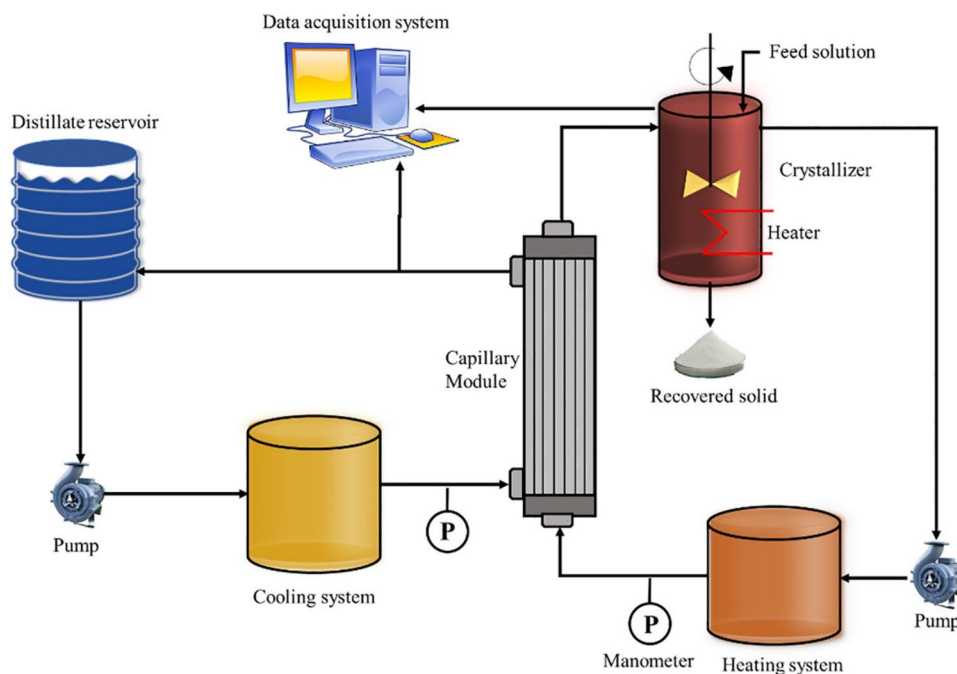 Data acquisition system
Feed solution
Distillate reservoir
Crystallizer
Heater
Capillary
Module
Recovered solid
P
Pump
Cooling system
P
Manometer
Heating system
Pump